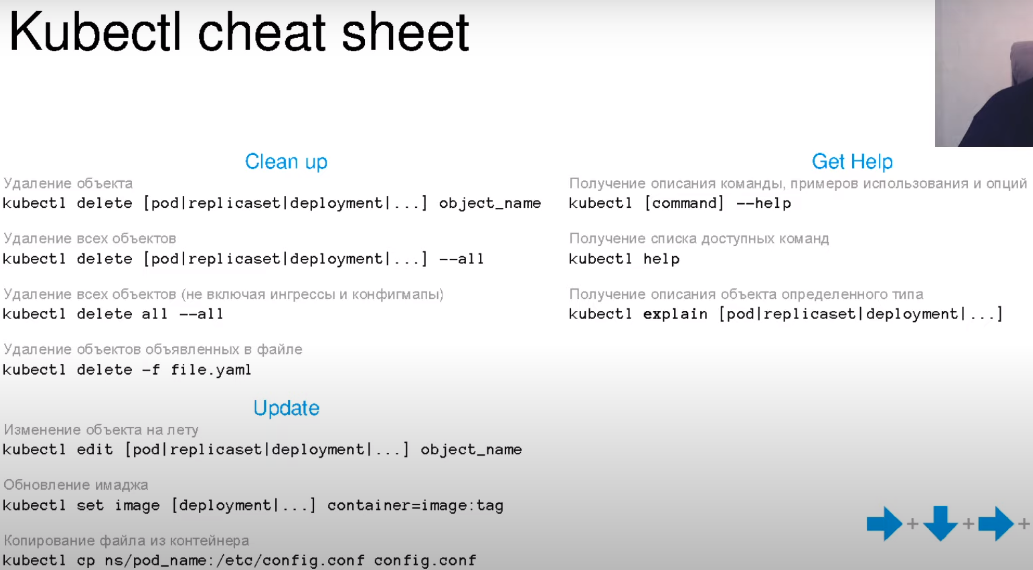 Kubectl cheat sheet
Clean up
Удаление объекта
kubectl delete [pod|replicaset|deployment|...] object_name
Удаление всех объектов
kubectl delete [pod|replicaset|deployment|...] --all
Удаление всех объектов (не включая ингрессы и конфигмапы)
kubectl delete all --all
Удаление объектов объявленных в файле
kubectl delete -f file.yaml
Update
Изменение объекта на лету
kubectl edit [pod|replicaset|deployment|...] object_name
Обновление имаджа
kubectl set image [deployment|...] container=image:tag
Копирование файла из контейнера
kubectl cp ns/pod_name:/etc/config.conf config.conf
Get Help
Получение описания команды, примеров использования и опций
kubectl [command] --help
Получение списка доступных команд
kubectl help
Получение описания объекта определенного типа
kubectl explain [pod|replicaset|deployment|...]
+ + +